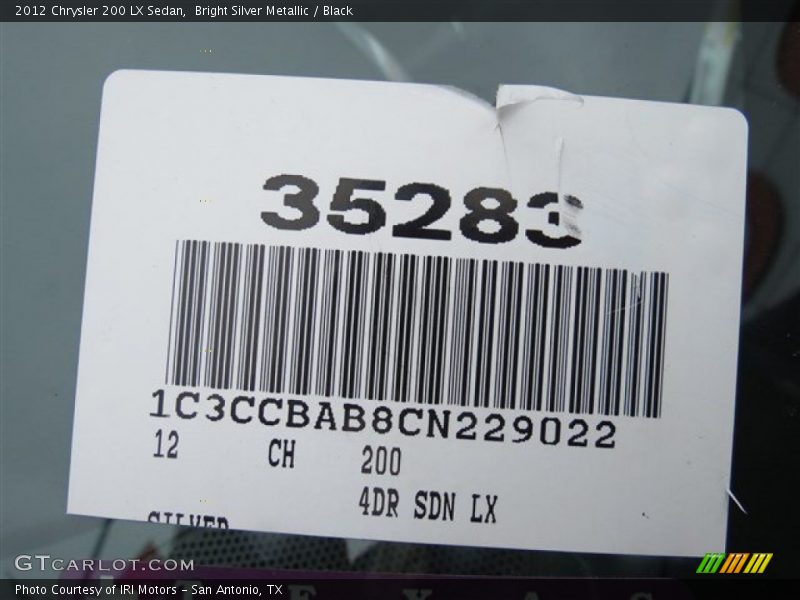 2012 Chrysler 200 LX Sedan,  Bright Silver Metallic / Black
35283
1C3CCBAB8CN229022
12 CH 200
4DR SDN LX
SILVER
GTCARLOT.COM
Photo Courtesy of IRI Motors – San Antonio, TX